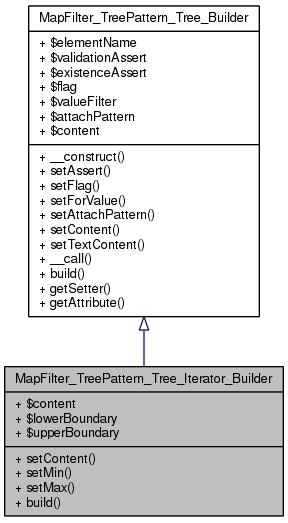 MapFilter_TreePattern_Tree_Builder
+ $elementName
+ $validationAssert
+ $existenceAssert
+ $flag
+ $valueFilter
+ $attachPattern
+ $content
+ __construct()
+ setAssert()
+ setFlag()
+ setForValue()
+ setAttachPattern()
+ setContent()
+ setTextContent()
+ __call()
+ build()
+ getSetter()
+ getAttribute()
MapFilter_TreePattern_Tree_Iterator_Builder
+ $content
+ $lowerBoundary
+ $upperBoundary
+ setContent()
+ setMin()
+ setMax()
+ build()